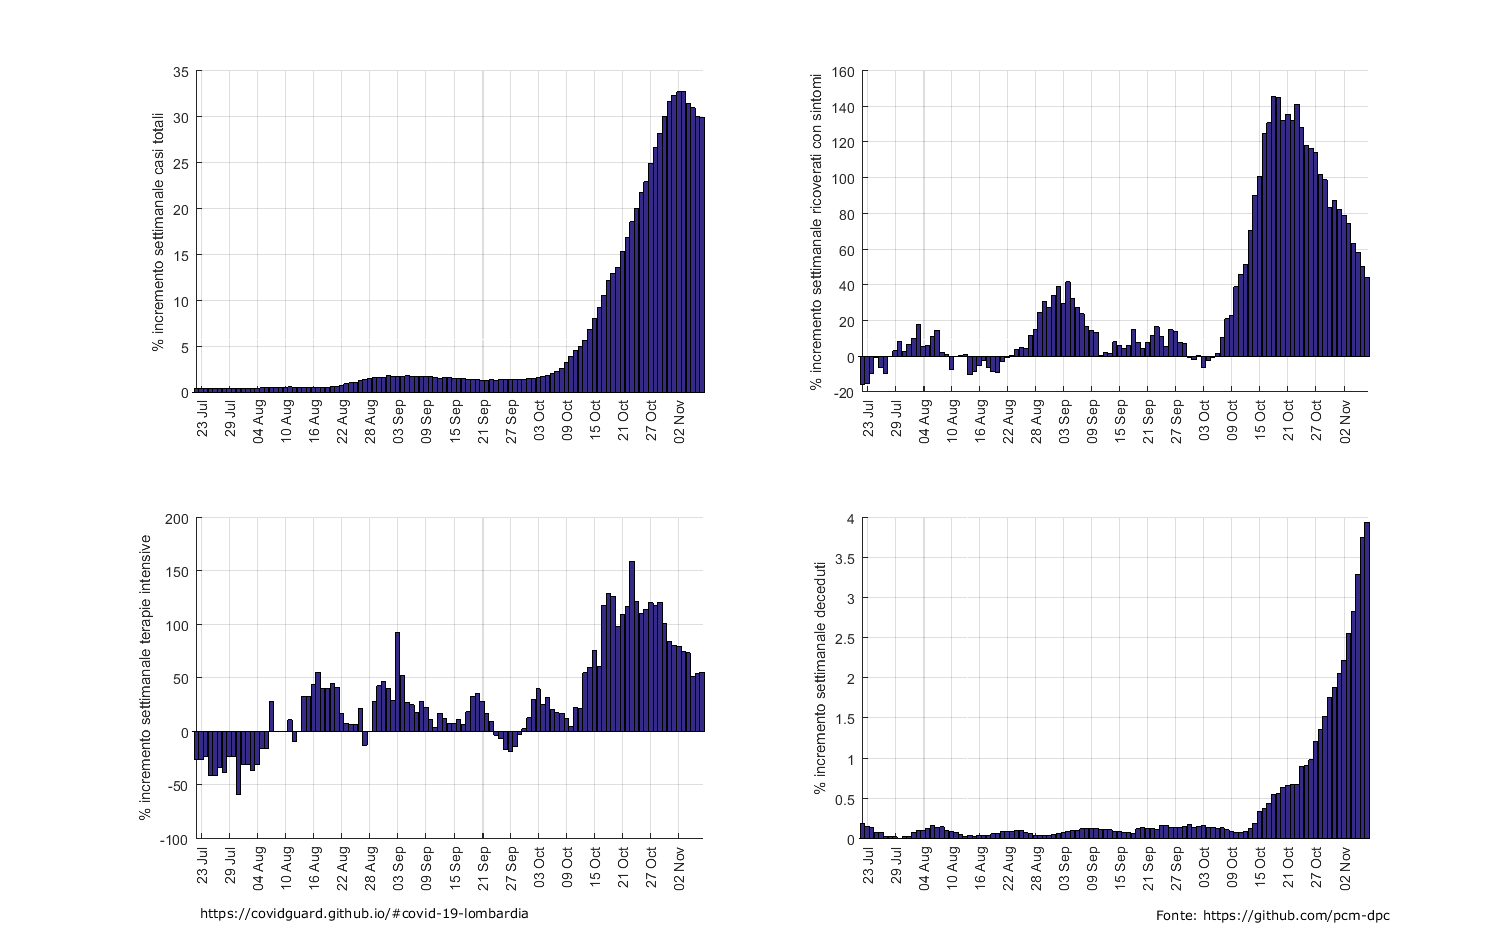 % incremento settimanale casi totali
35
30
25
20
15
10
5
0
23 Jul
29 Jul
04 Aug
10 Aug
16 Aug
22 Aug
28 Aug
03 Sep
09 Sep
15 Sep
21 Sep
27 Sep
03 Oct
09 Oct
15 Oct
21 Oct
27 Oct
02 Nov
% incremento settimanale ricoverati con sintomi
160
140
120
100
80
60
40
20
0
-20
23 Jul
29 Jul
04 Aug
10 Aug
16 Aug
22 Aug
28 Aug
03 Sep
09 Sep
15 Sep
21 Sep
27 Sep
03 Oct
09 Oct
15 Oct
21 Oct
27 Oct
02 Nov
% incremento settimanale terapie intensive
200
150
100
50
0
-50
-100
23 Jul
29 Jul
04 Aug
10 Aug
16 Aug
22 Aug
28 Aug
03 Sep
09 Sep
15 Sep
21 Sep
27 Sep
03 Oct
09 Oct
15 Oct
21 Oct
27 Oct
02 Nov
% incremento settimanale deceduti
4
3.5
3
2.5
2
1.5
1
0.5
0
23 Jul
29 Jul
04 Aug
10 Aug
16 Aug
22 Aug
28 Aug
03 Sep
09 Sep
15 Sep
21 Sep
27 Sep
03 Oct
09 Oct
15 Oct
21 Oct
27 Oct
02 Nov
https://covidguard.github.io/#covid-19-lombardia
Fonte: https://github.com/pcm-dpc